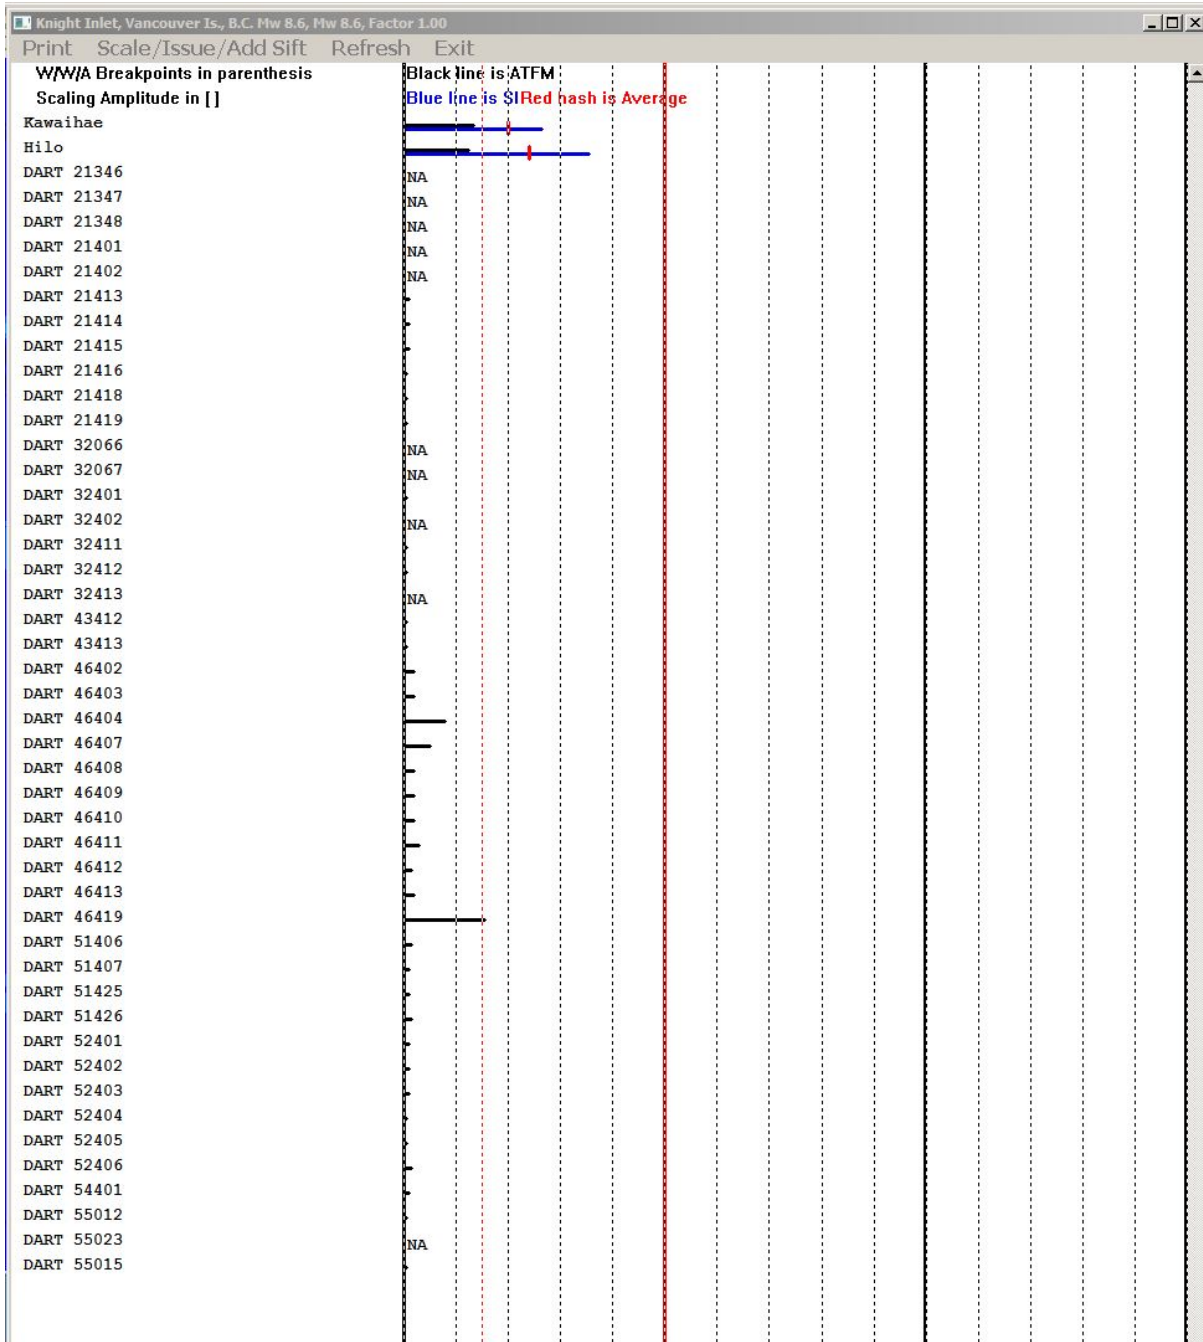 Knight Inlet, Vancouver Is., B.C. Mw 8.6, Mw 8.6, Factor 1.00
Print Scale/Issue/Add Sift Refresh Exit
W/W/A Breakpoints in parenthesis Black line is ATFM
Scaling Amplitude in [ ] Blue line is SI Red hash is Average
Kawaihae
Hilo
DART 21346 NA
DART 21347 NA
DART 21348 NA
DART 21401 NA
DART 21402 NA
DART 21413
DART 21414
DART 21415
DART 21416
DART 21418
DART 21419
DART 32066 NA
DART 32067 NA
DART 32401
DART 32402 NA
DART 32411
DART 32412
DART 32413 NA
DART 43412
DART 43413
DART 46402
DART 46403
DART 46404
DART 46407
DART 46408
DART 46409
DART 46410
DART 46411
DART 46412
DART 46413
DART 46419
DART 51406
DART 51407
DART 51425
DART 51426
DART 52401
DART 52402
DART 52403
DART 52404
DART 52405
DART 52406
DART 54401
DART 55012
DART 55023 NA
DART 55015